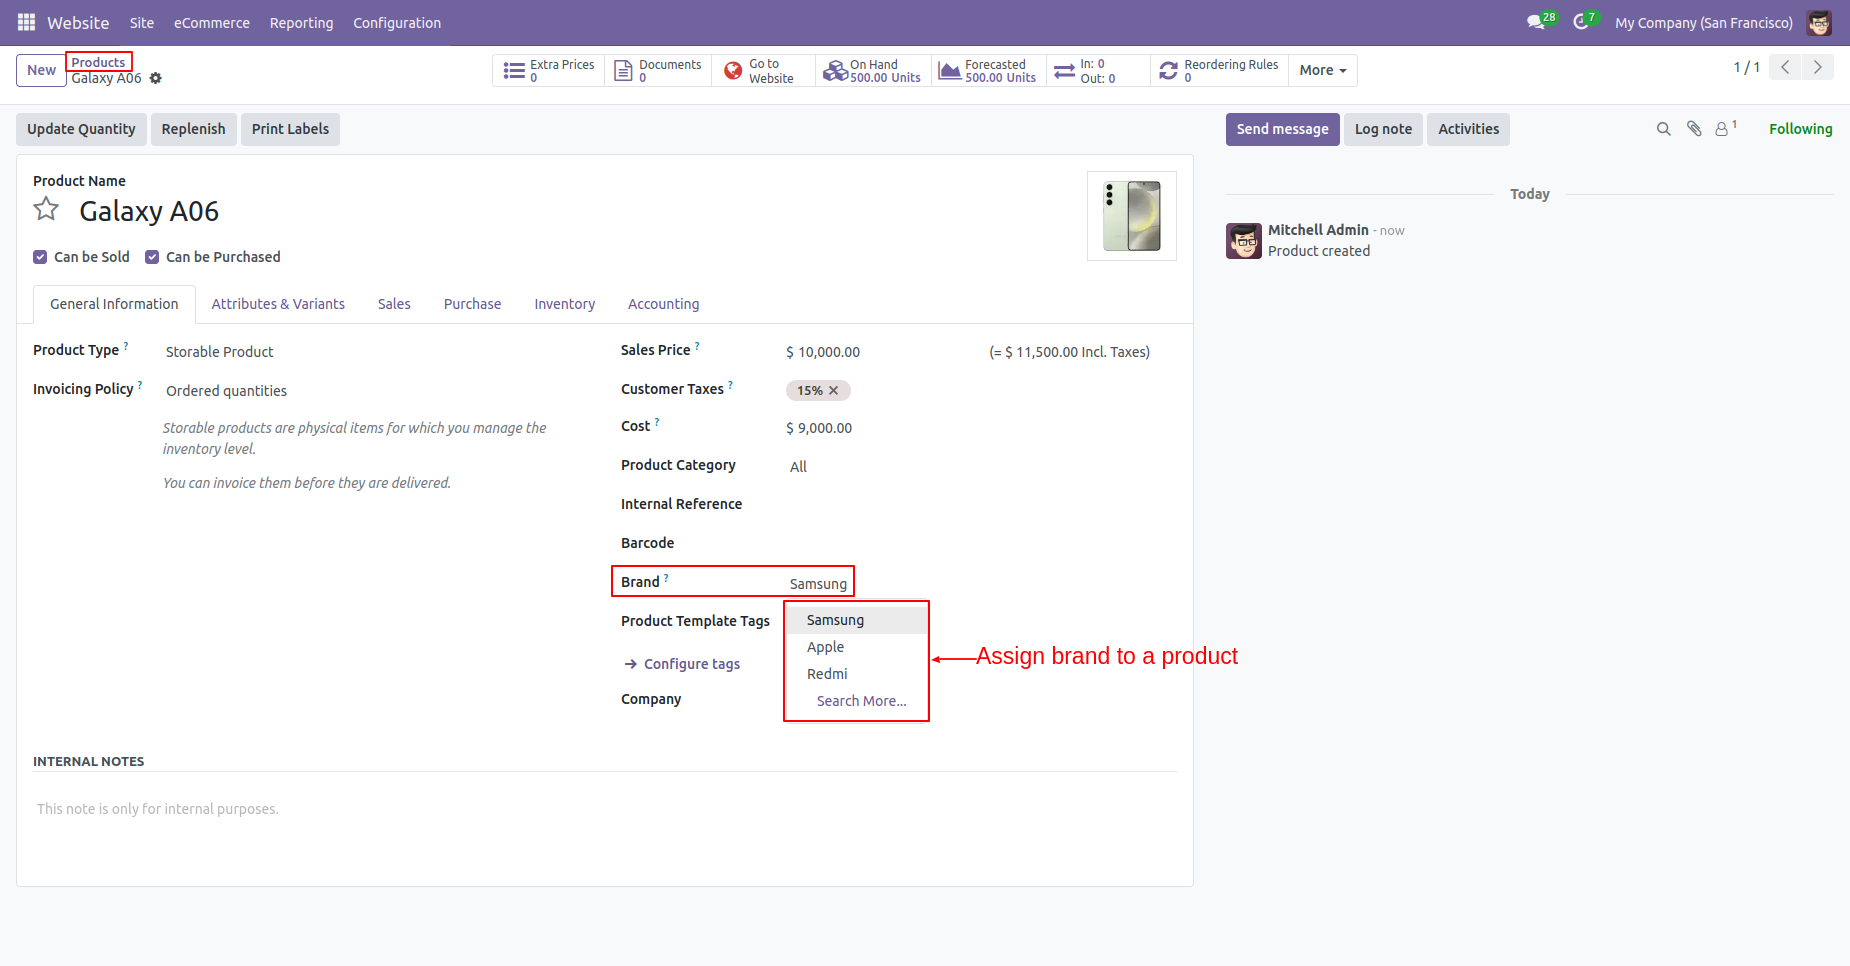 Website Site eCommerce Reporting Configuration 28 7 My Company (San Francisco)
New Products
Galaxy A06
Extra Prices 0
Documents 0
Go to Website
On Hand 500.00 Units
Forecasted 500.00 Units
In: 0
Out: 0
Reordering Rules 0
More
1 / 1
Update Quantity Replenish Print Labels
Send message Log note Activities 1 Following
Product Name
Galaxy A06
Can be Sold Can be Purchased
General Information Attributes & Variants Sales Purchase Inventory Accounting
Product Type ? Storable Product
Invoicing Policy ? Ordered quantities
Storable products are physical items for which you manage the
inventory level.
You can invoice them before they are delivered.
Sales Price ? $ 10,000.00 (= $ 11,500.00 Incl. Taxes)
Customer Taxes ? 15% ✕
Cost ? $ 9,000.00
Product Category All
Internal Reference
Barcode
Brand ? Samsung
Product Template Tags
Configure tags
Company
Samsung
Apple
Redmi
Search More...
Assign brand to a product
INTERNAL NOTES
This note is only for internal purposes.
Today
Mitchell Admin - now
Product created